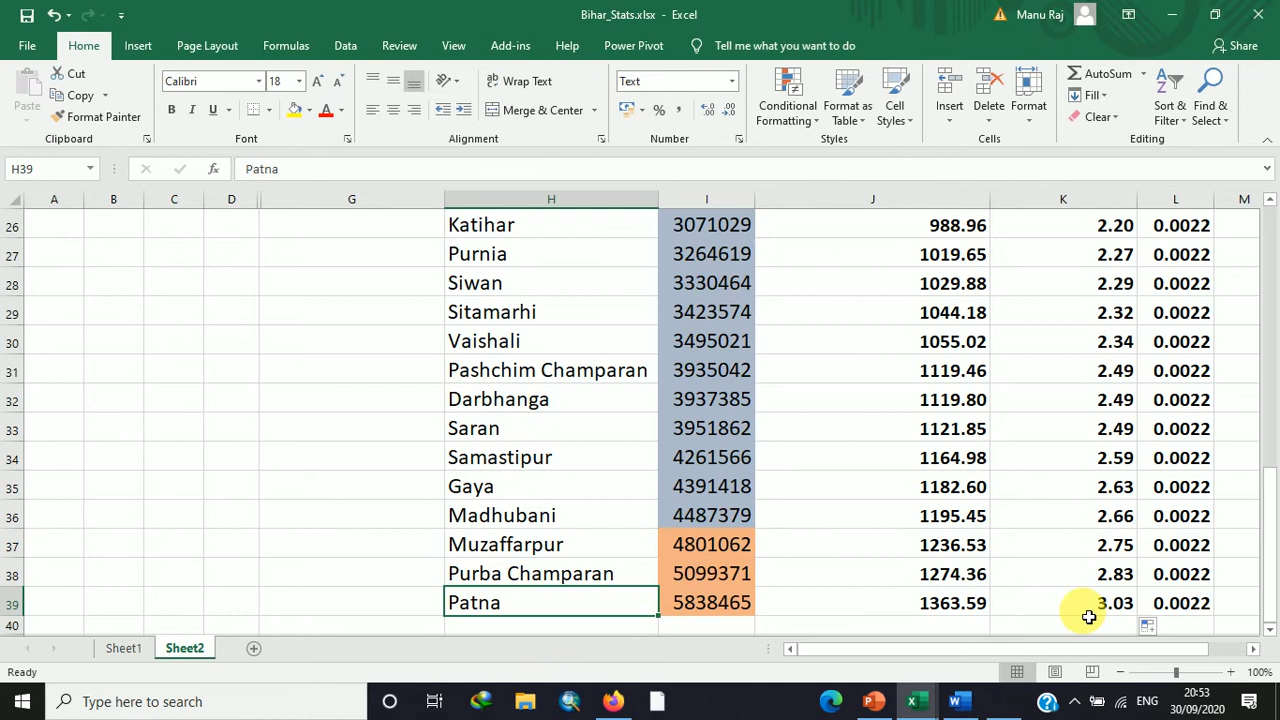 Bihar_Stats.xlsx - Excel
Manu Raj
File Home Insert Page Layout Formulas Data Review View Add-ins Help Power Pivot Tell me what you want to do Share
Paste
Cut
Copy
Format Painter
Clipboard
Calibri 18
B I U
Font
Wrap Text
Merge & Center
Alignment
Text
%
Number
Conditional Formatting
Format as Table
Cell Styles
Styles
Insert Delete Format
Cells
AutoSum
Fill
Clear
Sort & Filter
Find & Select
Editing
H39 fx Patna
A B C D G H I J K L M
26 Katihar 3071029 988.96 2.20 0.0022
27 Purnia 3264619 1019.65 2.27 0.0022
28 Siwan 3330464 1029.88 2.29 0.0022
29 Sitamarhi 3423574 1044.18 2.32 0.0022
30 Vaishali 3495021 1055.02 2.34 0.0022
31 Pashchim Champaran 3935042 1119.46 2.49 0.0022
32 Darbhanga 3937385 1119.80 2.49 0.0022
33 Saran 3951862 1121.85 2.49 0.0022
34 Samastipur 4261566 1164.98 2.59 0.0022
35 Gaya 4391418 1182.60 2.63 0.0022
36 Madhubani 4487379 1195.45 2.66 0.0022
37 Muzaffarpur 4801062 1236.53 2.75 0.0022
38 Purba Champaran 5099371 1274.36 2.83 0.0022
39 Patna 5838465 1363.59 3.03 0.0022
40
Sheet1 Sheet2
Ready 100%
Type here to search
ENG
20:53
30/09/2020